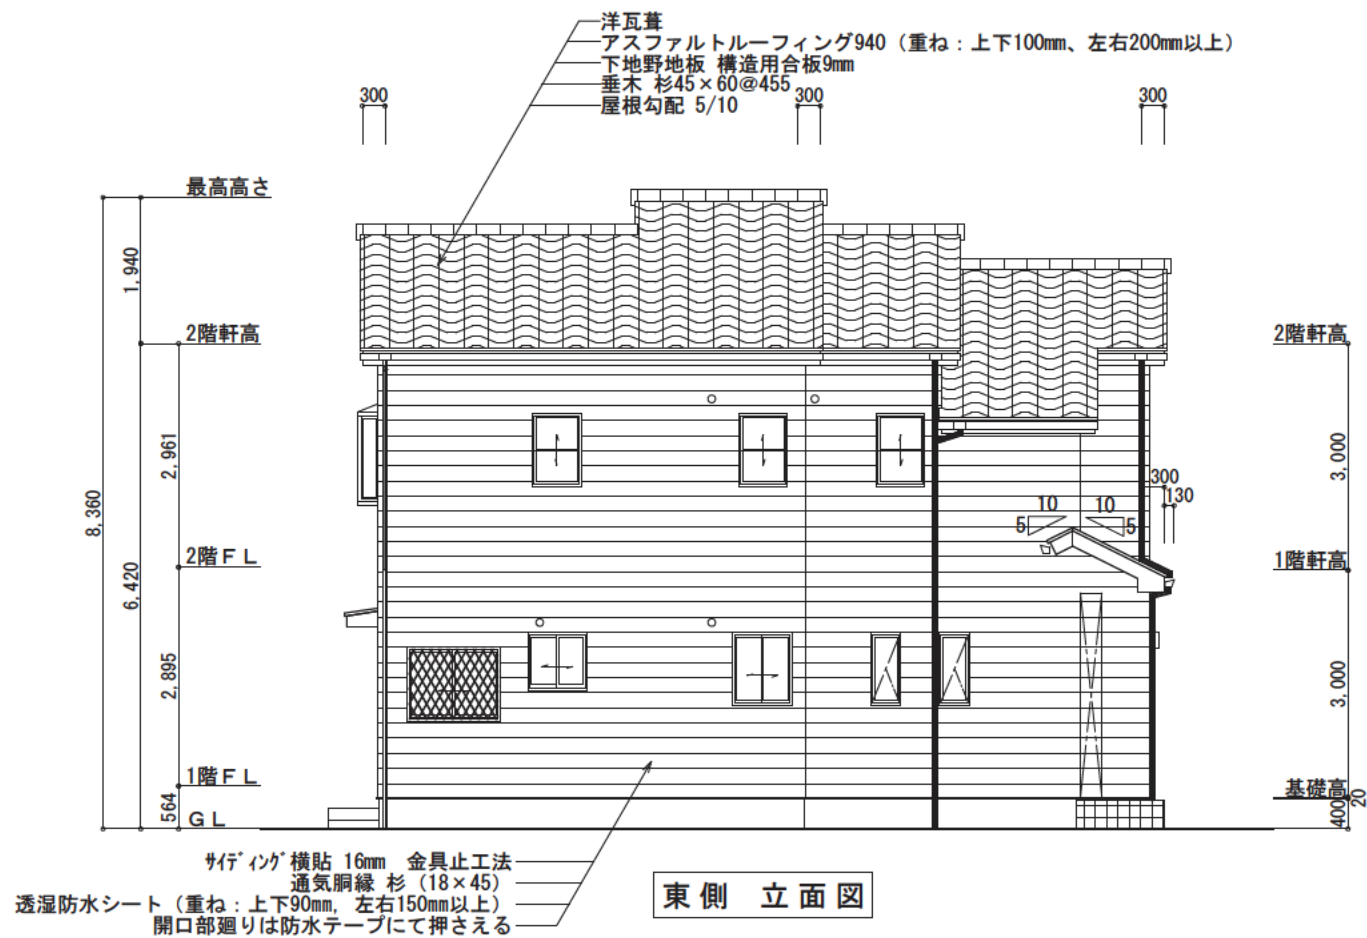 洋瓦葺
アスファルトルーフィング940（重ね：上下100mm、左右200mm以上）
下地野地板 構造用合板9mm
垂木 杉45×60@455
屋根勾配 5/10
300
300
300
最高高さ
1,940
2階軒高
2階軒高
2,961
3,000
8,360
6,420
300
130
10
10
5
5
2階ＦＬ
1階軒高
2,895
3,000
1階ＦＬ
基礎高
564
400
20
ＧＬ
ｻｲﾃﾞｨﾝｸﾞ横貼 16mm 金具止工法
通気胴縁 杉（18×45）
透湿防水シート（重ね：上下90mm, 左右150mm以上）
開口部廻りは防水テープにて押さえる
東側 立面図